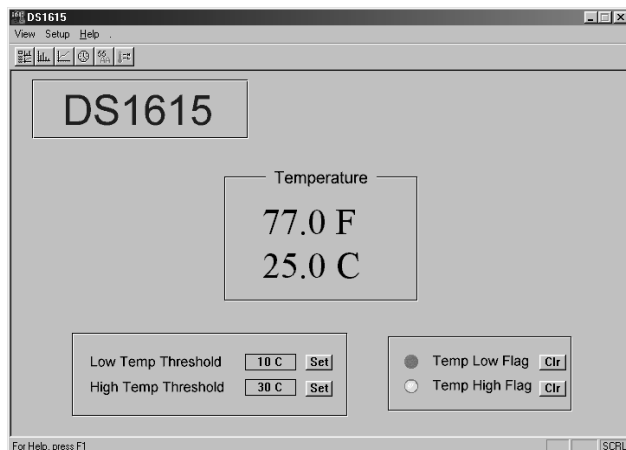 DS1615
View Setup Help .
DS1615
Temperature
77.0 F
25.0 C
Low Temp Threshold 10 C Set
High Temp Threshold 30 C Set
Temp Low Flag Clr
Temp High Flag Clr
For Help, press F1
SCRL